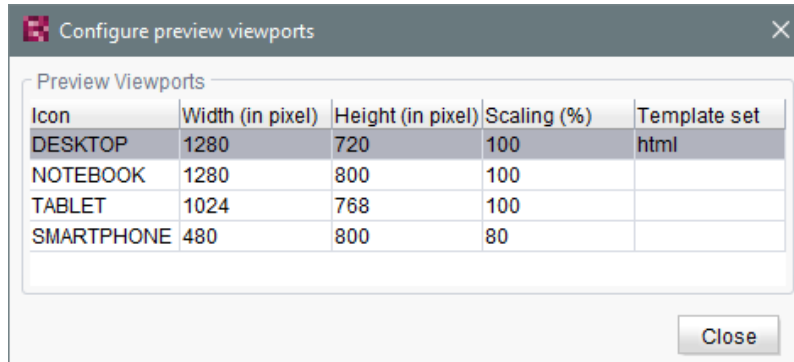 Configure preview viewports
Preview Viewports
Icon Width (in pixel) Height (in pixel) Scaling (%) Template set
DESKTOP 1280 720 100 html
NOTEBOOK 1280 800 100
TABLET 1024 768 100
SMARTPHONE 480 800 80
Close